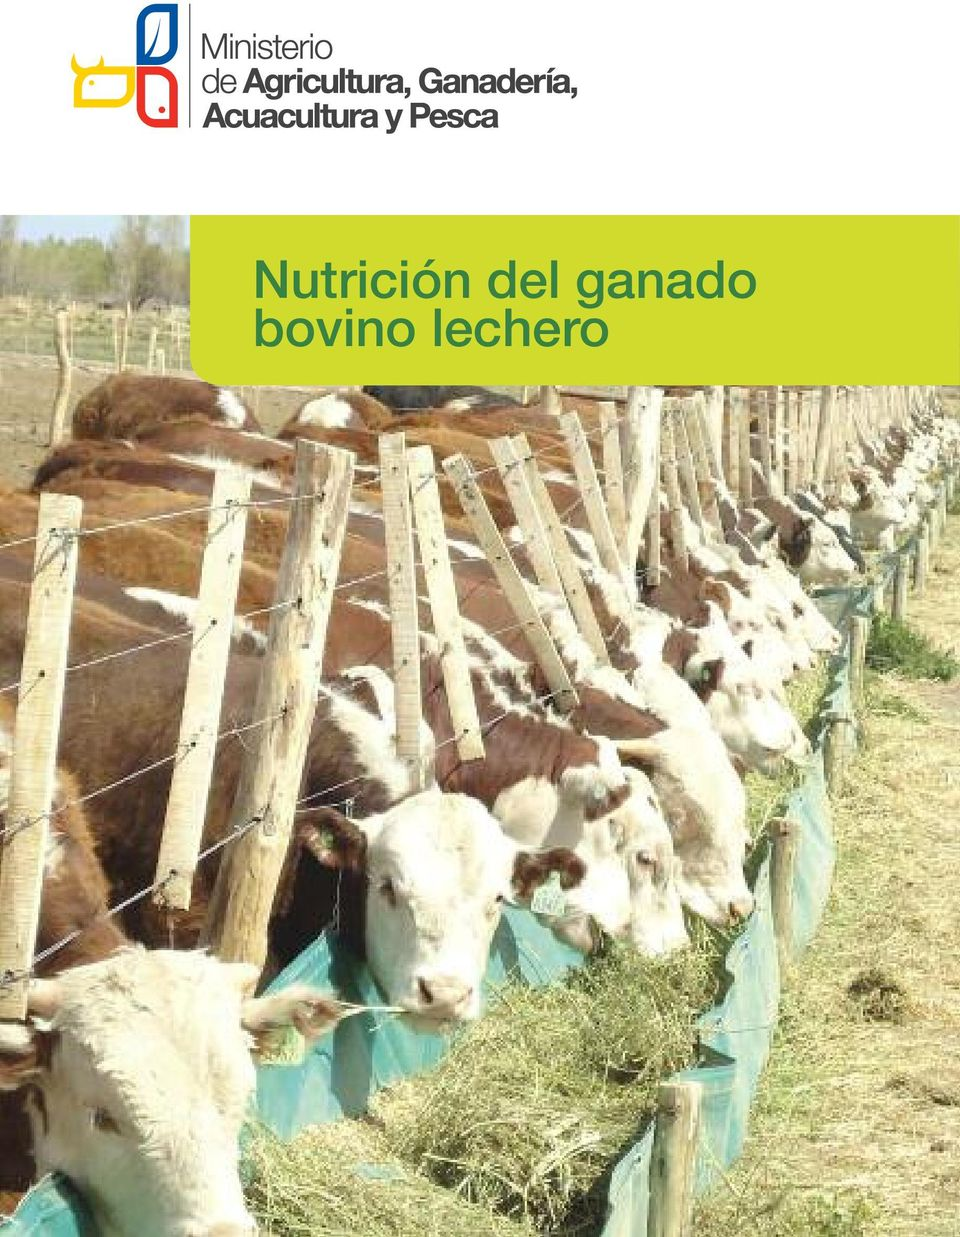 Ministerio
de Agricultura, Ganadería,
Acuacultura y Pesca
Nutrición del ganado
bovino lechero